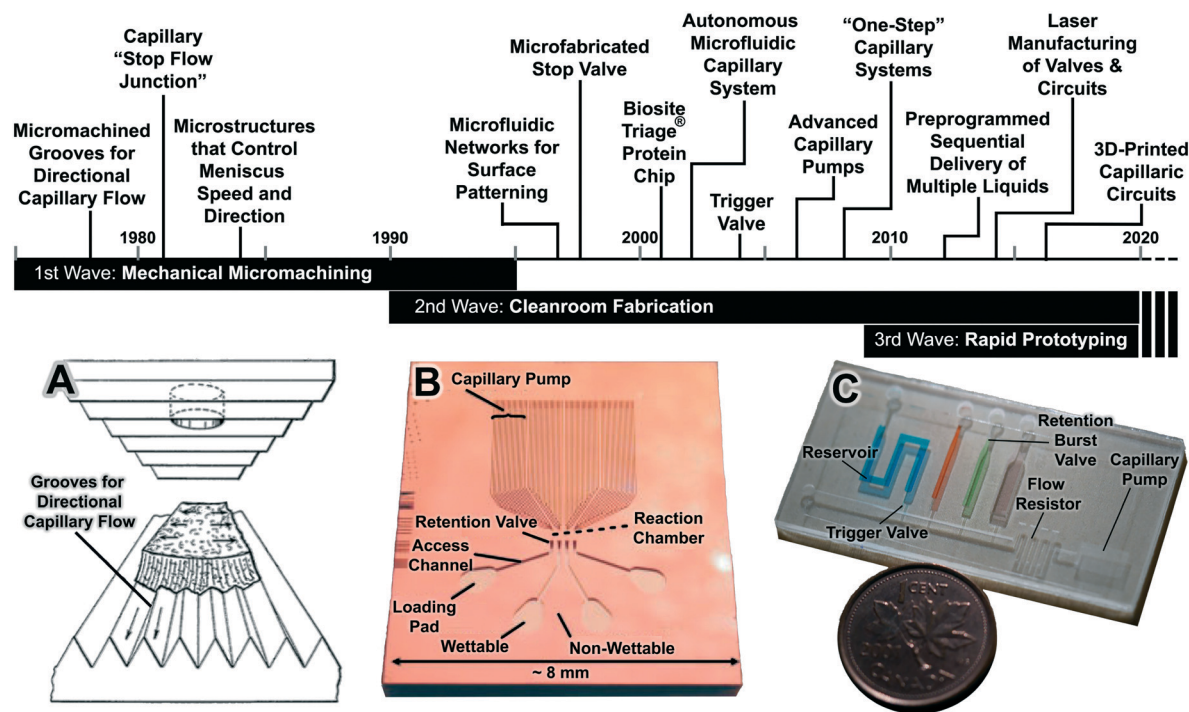 Capillary
“Stop Flow
Junction”
Micromachined
Grooves for
Directional
Capillary Flow
Microstructures
that Control
Meniscus
Speed and
Direction
Microfluidic
Networks for
Surface
Patterning
Microfabricated
Stop Valve
Biosite
Triage®
Protein
Chip
Autonomous
Microfluidic
Capillary
System
Trigger
Valve
Advanced
Capillary
Pumps
“One-Step”
Capillary
Systems
Preprogrammed
Sequential
Delivery of
Multiple Liquids
Laser
Manufacturing
of Valves &
Circuits
3D-Printed
Capillaric
Circuits
1980
1990
2000
2010
2020
1st Wave: Mechanical Micromachining
2nd Wave: Cleanroom Fabrication
3rd Wave: Rapid Prototyping
A
Grooves for
Directional
Capillary Flow
B
Capillary Pump
Retention Valve
Reaction
Chamber
Access
Channel
Loading
Pad
Wettable
Non-Wettable
~ 8 mm
C
Retention
Burst
Valve
Capillary
Pump
Reservoir
Flow
Resistor
Trigger Valve
1 CENT
CANADA